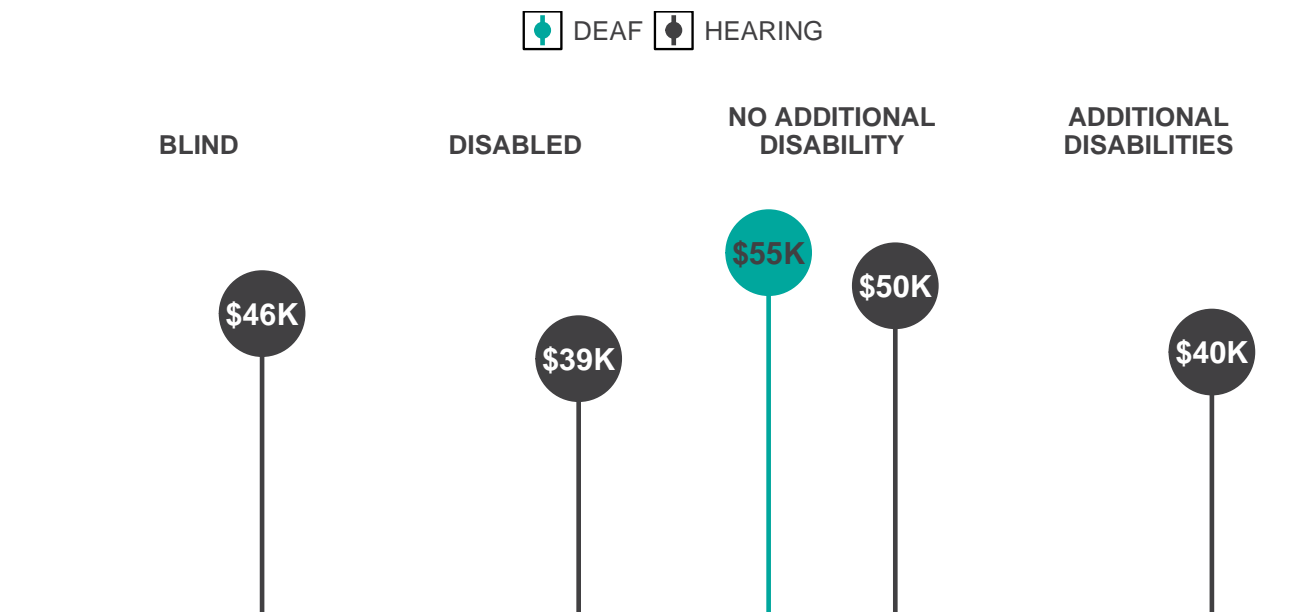 DEAF HEARING
BLIND
DISABLED
NO ADDITIONAL
DISABILITY
ADDITIONAL
DISABILITIES
$46K
$39K
$55K
$50K
$40K